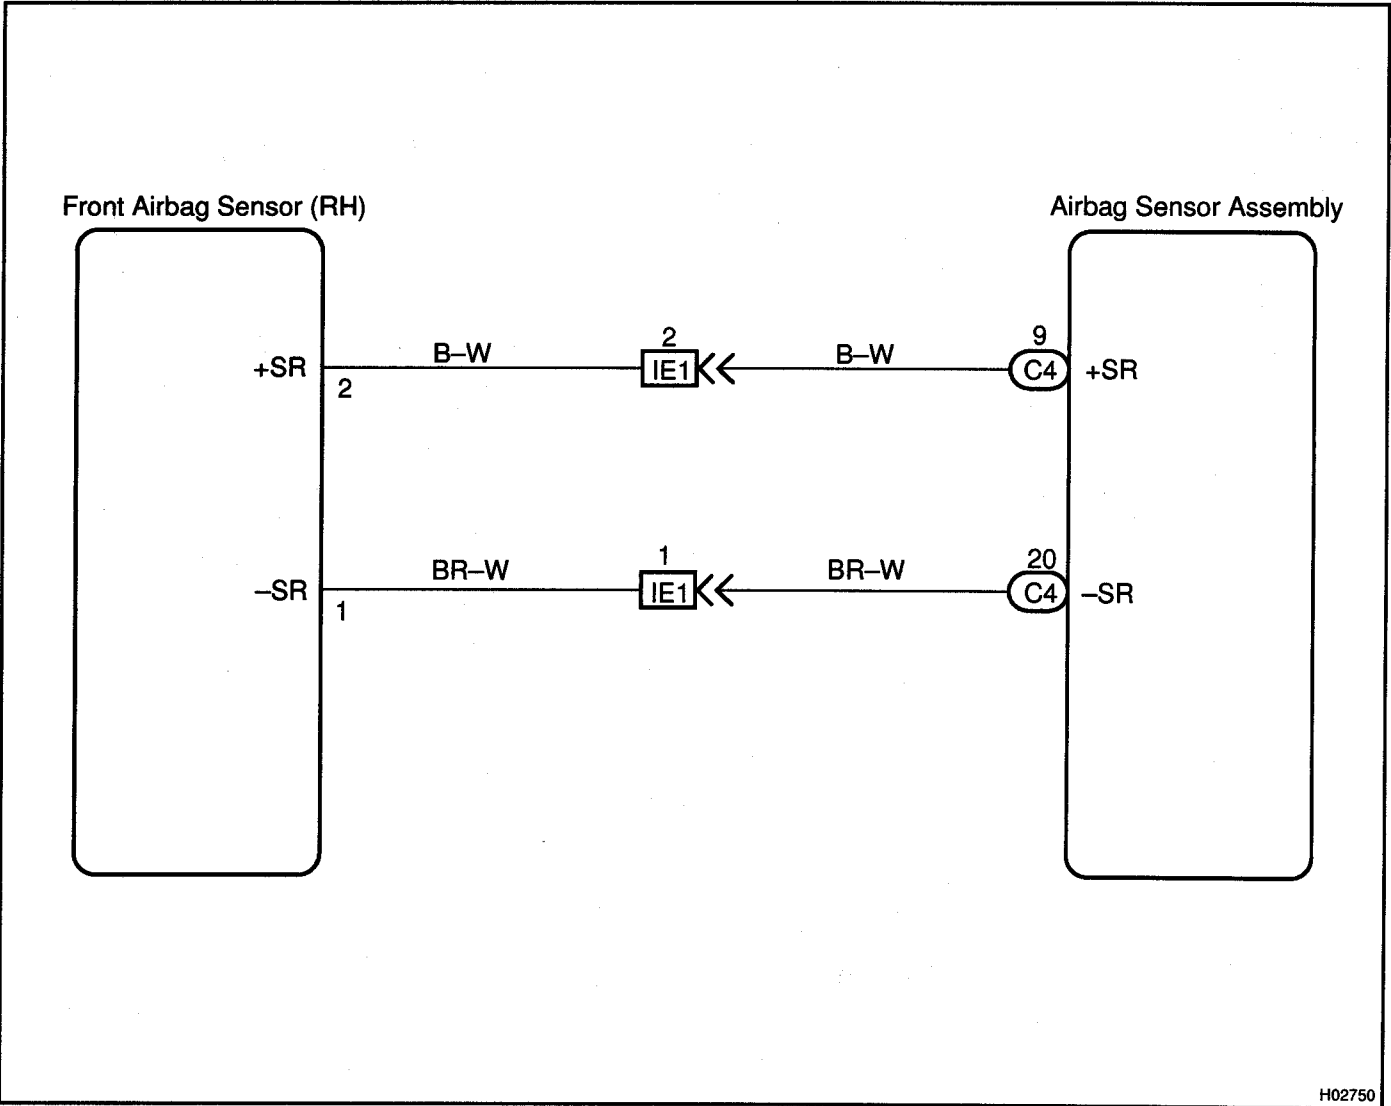 Front Airbag Sensor (RH)
Airbag Sensor Assembly
+SR
2
B–W
2
IE1
B–W
9
C4
+SR
–SR
1
BR–W
1
IE1
BR–W
20
C4
–SR
H02750